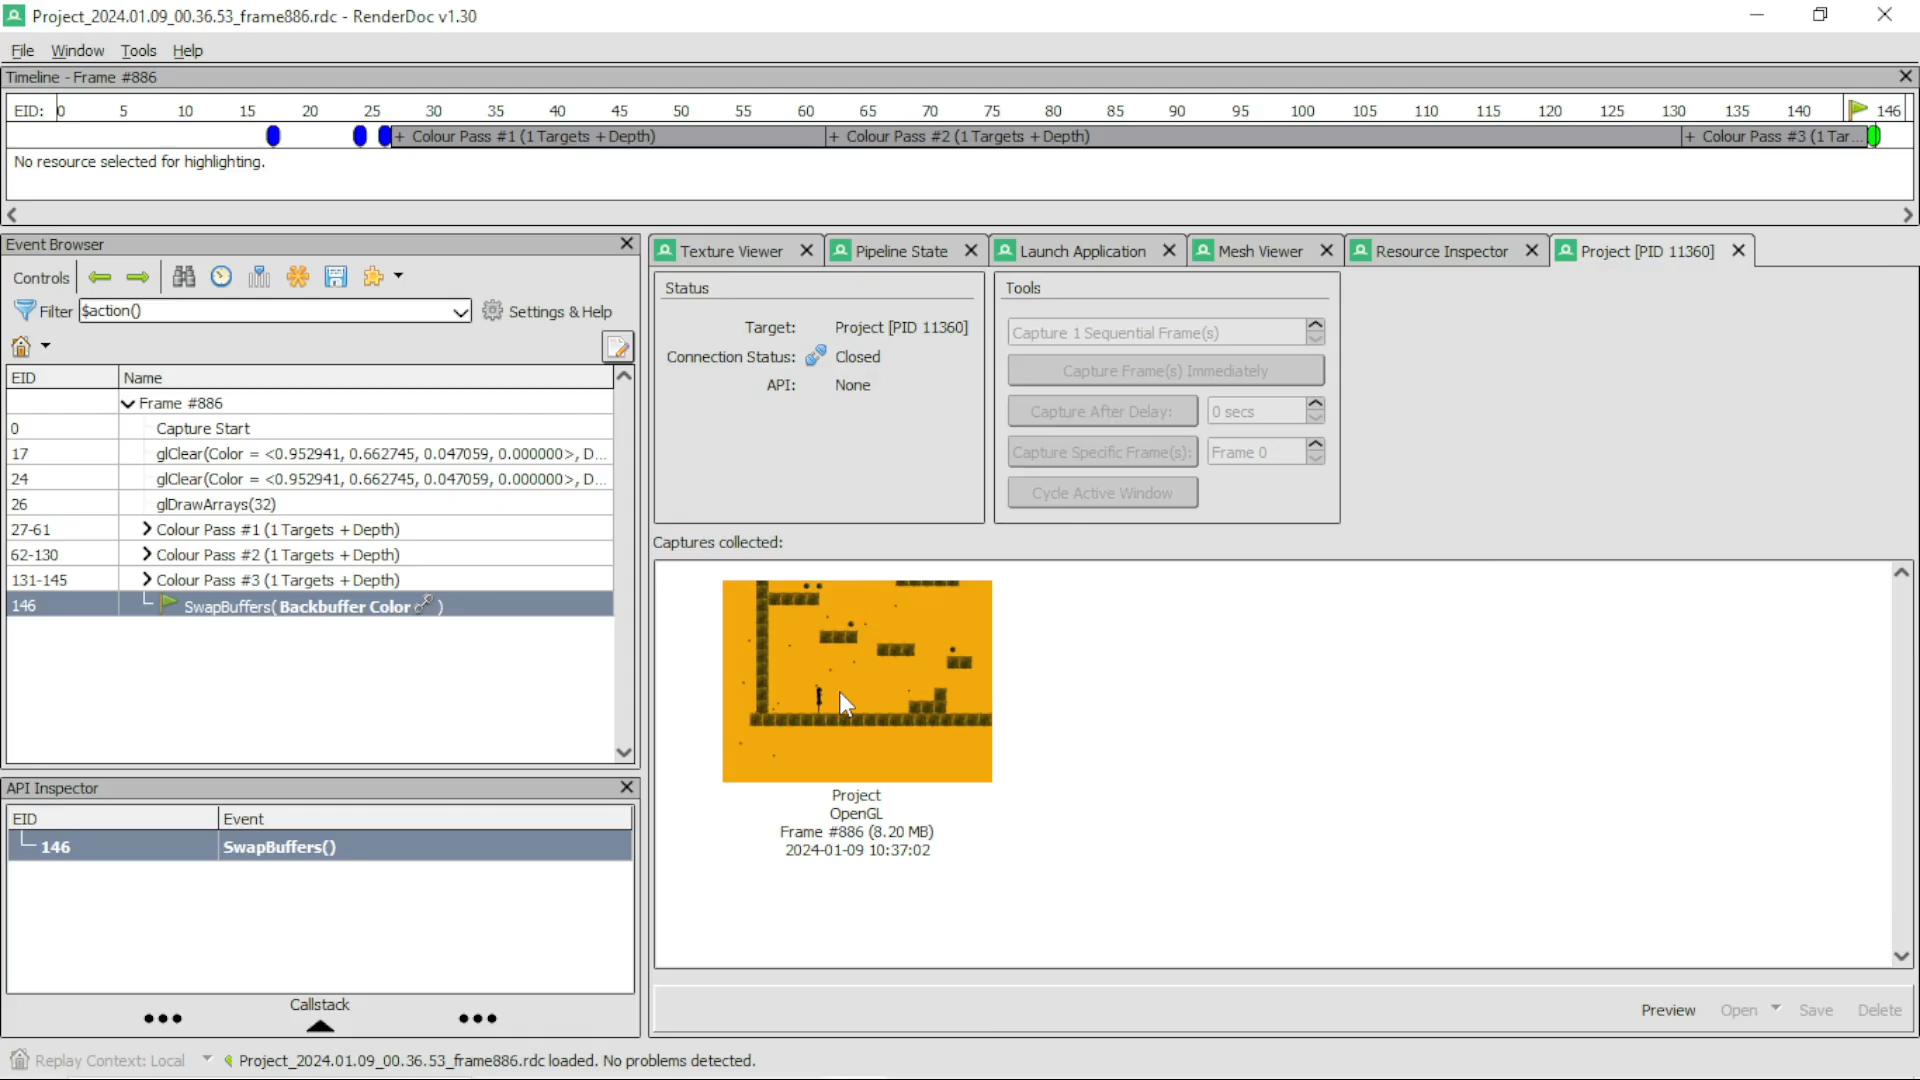 Project_2024.01.09_00.36.53_frame886.rdc - RenderDoc v1.30
File Window Tools Help
Timeline - Frame #886
EID: 0 5 10 15 20 25 30 35 40 45 50 55 60 65 70 75 80 85 90 95 100 105 110 115 120 125 130 135 140 146
+ Colour Pass #1 (1 Targets + Depth) + Colour Pass #2 (1 Targets + Depth) + Colour Pass #3 (1 Tar...
No resource selected for highlighting.
Event Browser
Controls
Filter $action() Settings & Help
EID Name
Frame #886
0 Capture Start
17 glClear(Color = <0.952941, 0.662745, 0.047059, 0.000000>, D...
24 glClear(Color = <0.952941, 0.662745, 0.047059, 0.000000>, D...
26 glDrawArrays(32)
27-61 Colour Pass #1 (1 Targets + Depth)
62-130 Colour Pass #2 (1 Targets + Depth)
131-145 Colour Pass #3 (1 Targets + Depth)
146 SwapBuffers( Backbuffer Color )
API Inspector
EID Event
146 SwapBuffers()
Callstack
Texture Viewer Pipeline State Launch Application Mesh Viewer Resource Inspector Project [PID 11360]
Status
Target: Project [PID 11360]
Connection Status: Closed
API: None
Tools
Capture 1 Sequential Frame(s)
Capture Frame(s) Immediately
Capture After Delay: 0 secs
Capture Specific Frame(s): Frame 0
Cycle Active Window
Captures collected:
Project
OpenGL
Frame #886 (8.20 MB)
2024-01-09 10:37:02
Preview Open Save Delete
Replay Context: Local Project_2024.01.09_00.36.53_frame886.rdc loaded. No problems detected.